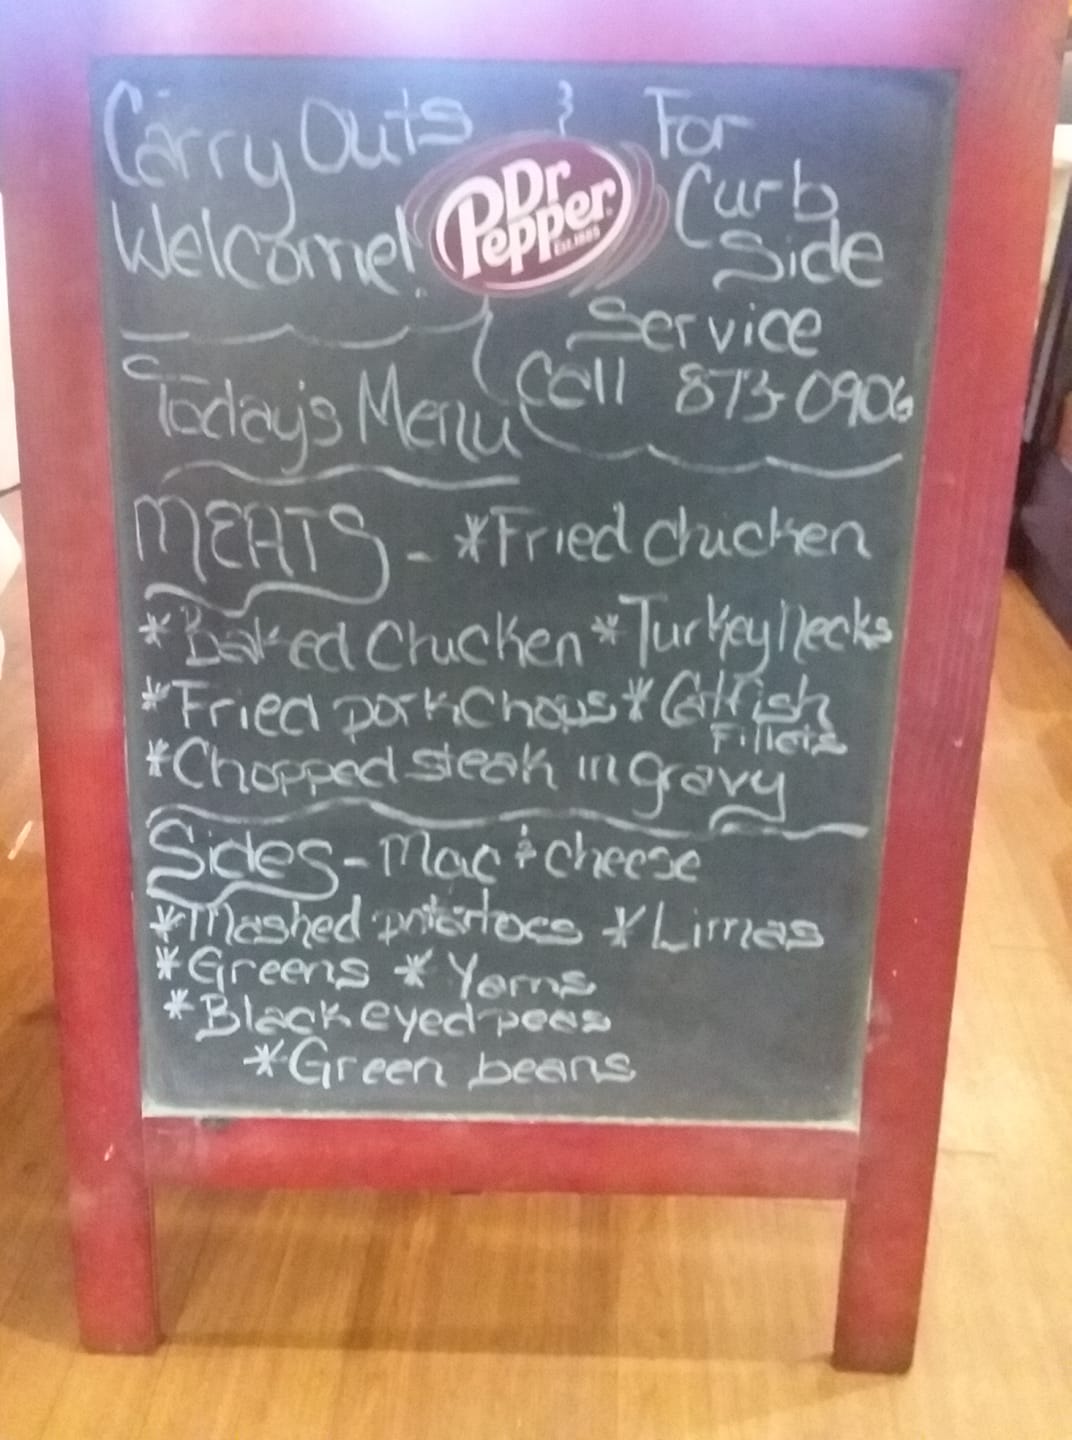 Carry Outs
Welcome!
Dr
Pepper
Est. 1885
For
Curb
Side
Service
Call 873-0906
Today's Menu
MEATS - *Fried chicken
*Baked Chicken *Turkey Necks
*Fried pork Chops *Catfish
Fillets
*Chopped steak in gravy
Sides - Mac & cheese
*Mashed potatoes *Limas
*Greens *Yams
*Black eyed peas
*Green beans